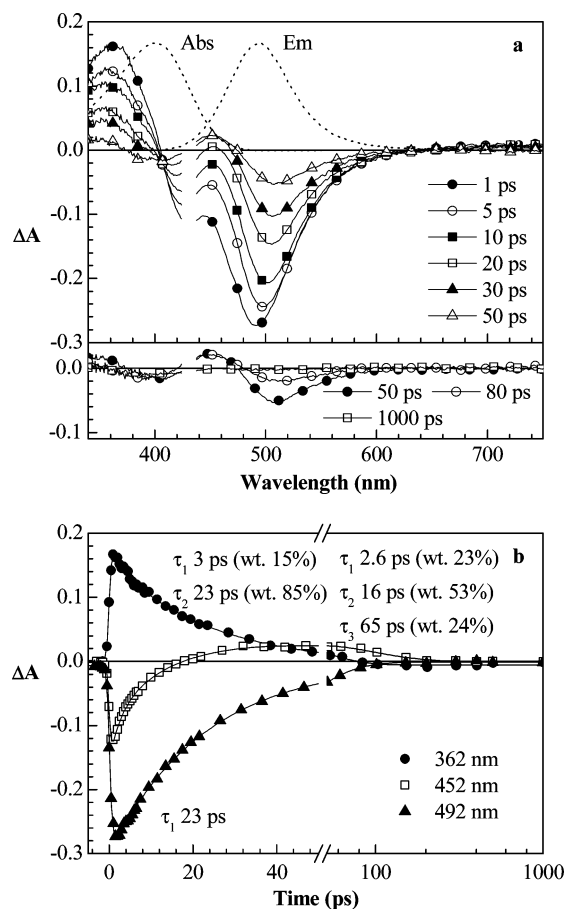 Abs Em a
0.2
0.1
0.0
-0.1
-0.2
-0.3
ΔA
1 ps
5 ps
10 ps
20 ps
30 ps
50 ps
0.0
-0.1
50 ps 80 ps
1000 ps
400 500 600 700
Wavelength (nm)
b
0.2
0.1
0.0
-0.1
-0.2
-0.3
ΔA
τ1 3 ps (wt. 15%) τ1 2.6 ps (wt. 23%)
τ2 23 ps (wt. 85%) τ2 16 ps (wt. 53%)
τ3 65 ps (wt. 24%)
362 nm
452 nm
492 nm
τ1 23 ps
0 20 40 100 1000
Time (ps)